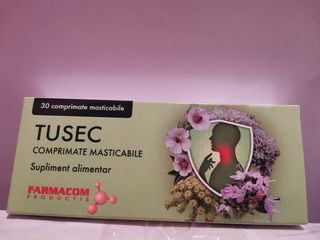 30 comprimate masticabile
TUSEC
COMPRIMATE MASTICABILE
Supliment alimentar
FARMACOM
PRODUCTIE